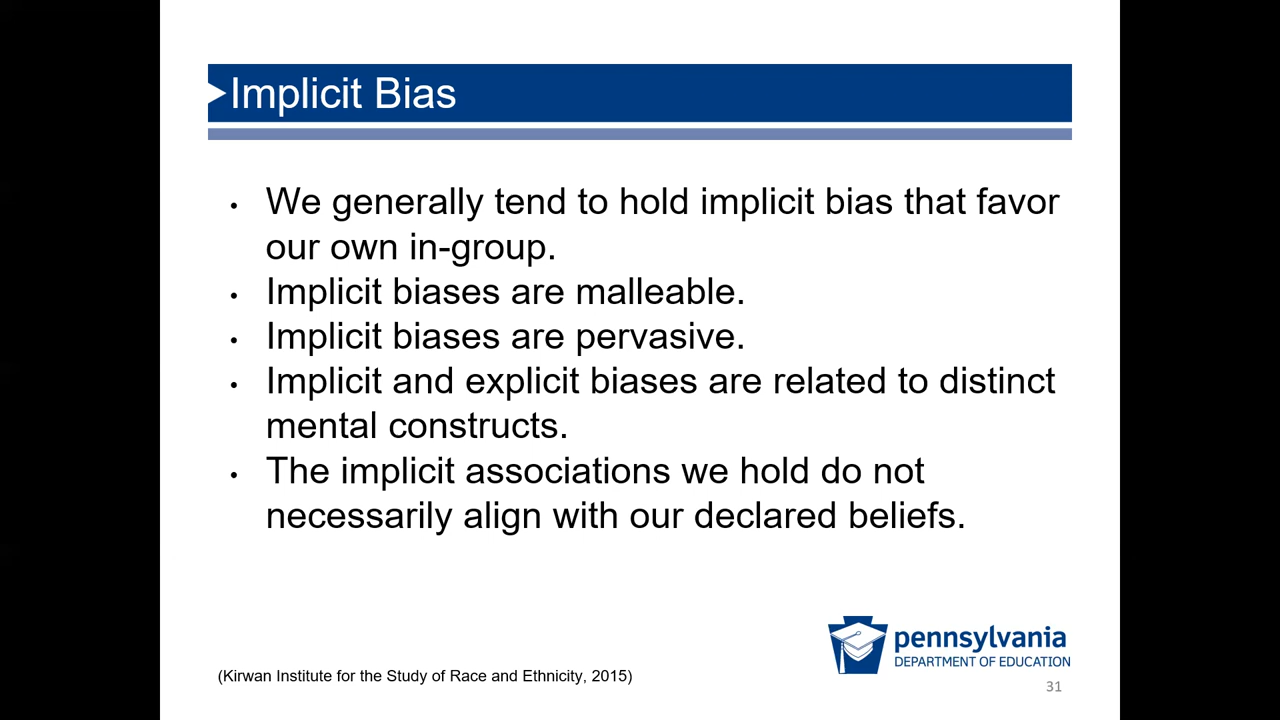 Implicit Bias
• We generally tend to hold implicit bias that favor
our own in-group.
• Implicit biases are malleable.
• Implicit biases are pervasive.
• Implicit and explicit biases are related to distinct
mental constructs.
• The implicit associations we hold do not
necessarily align with our declared beliefs.
pennsylvania
DEPARTMENT OF EDUCATION
(Kirwan Institute for the Study of Race and Ethnicity, 2015)
31